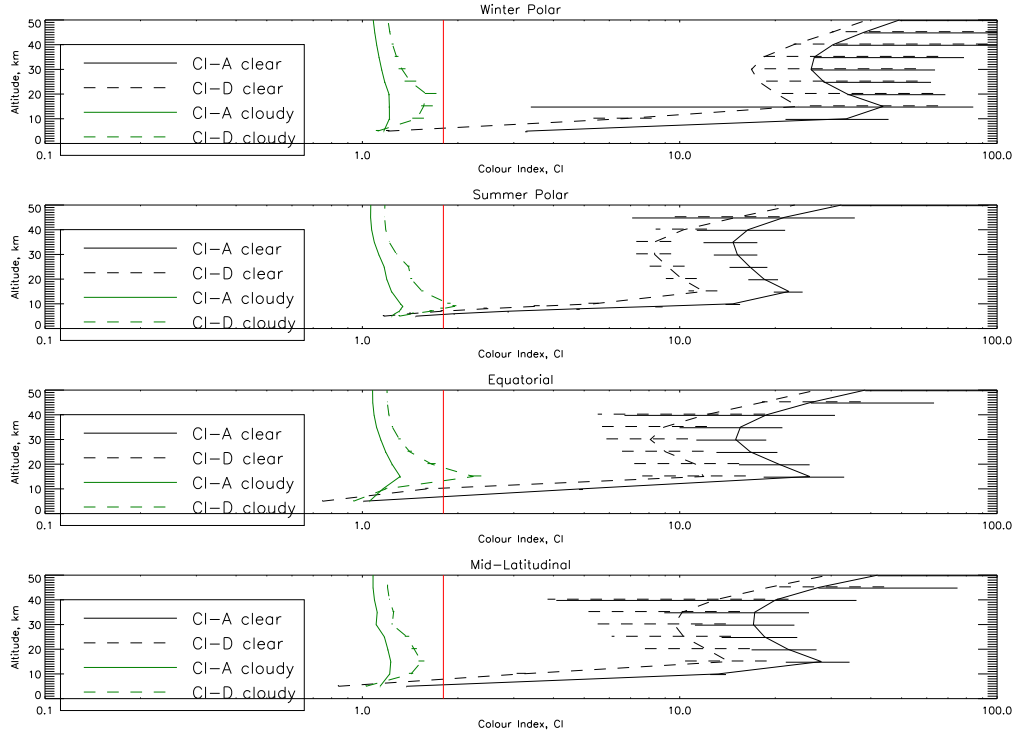 Winter Polar
50
40
30
20
10
0
Altitude, km
CI-A clear
CI-D clear
CI-A cloudy
CI-D cloudy
0.1 1.0 10.0 100.0
Colour Index, CI
Summer Polar
50
40
30
20
10
0
Altitude, km
CI-A clear
CI-D clear
CI-A cloudy
CI-D cloudy
0.1 1.0 10.0 100.0
Colour Index, CI
Equatorial
50
40
30
20
10
0
Altitude, km
CI-A clear
CI-D clear
CI-A cloudy
CI-D cloudy
0.1 1.0 10.0 100.0
Colour Index, CI
Mid-Latitudinal
50
40
30
20
10
0
Altitude, km
CI-A clear
CI-D clear
CI-A cloudy
CI-D cloudy
0.1 1.0 10.0 100.0
Colour Index, CI